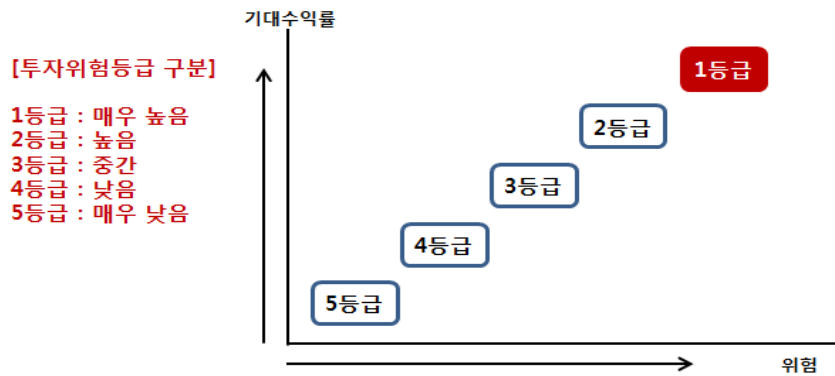 기대수익률
[투자위험등급 구분]
1등급 : 매우 높음
2등급 : 높음
3등급 : 중간
4등급 : 낮음
5등급 : 매우 낮음
1등급
2등급
3등급
4등급
5등급
위험